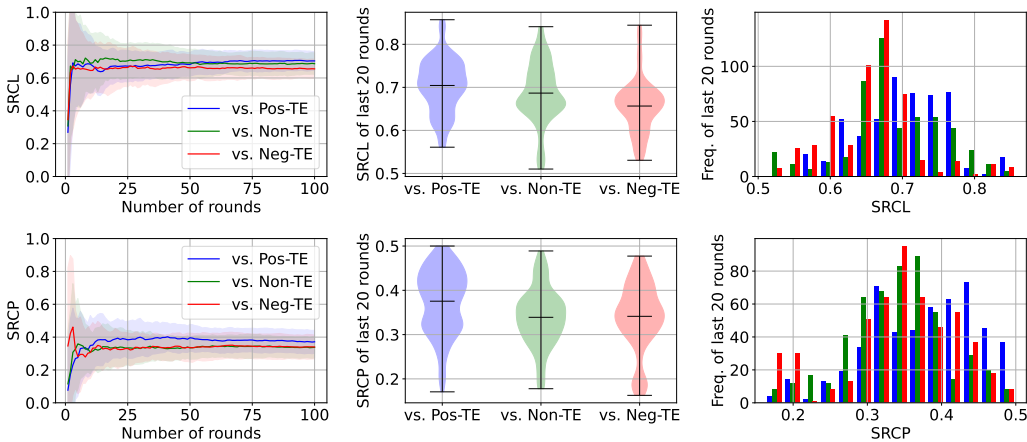 SRCL
1.0
0.8
0.6
0.4
0.2
0.0
vs. Pos-TE
vs. Non-TE
vs. Neg-TE
0 25 50 75 100
Number of rounds
SRCL of last 20 rounds
0.8
0.7
0.6
0.5
vs. Pos-TE vs. Non-TE vs. Neg-TE
Freq. of last 20 rounds
100
50
0
0.5 0.6 0.7 0.8
SRCL
SRCP
1.0
0.8
0.6
0.4
0.2
0.0
vs. Pos-TE
vs. Non-TE
vs. Neg-TE
0 25 50 75 100
Number of rounds
SRCP of last 20 rounds
0.5
0.4
0.3
0.2
vs. Pos-TE vs. Non-TE vs. Neg-TE
Freq. of last 20 rounds
80
60
40
20
0
0.2 0.3 0.4 0.5
SRCP